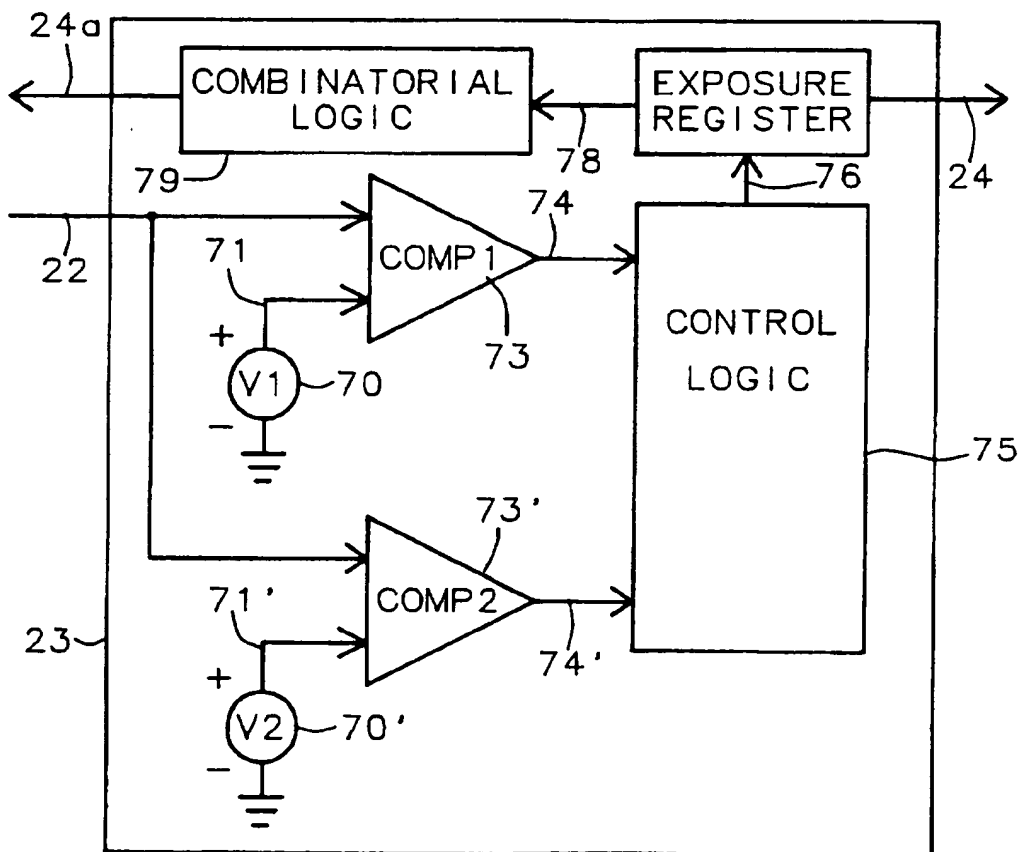 24a
COMBINATORIAL
LOGIC
EXPOSURE
REGISTER
79
78
76
24
22
71
COMP1
74
73
+
V1
70
−
CONTROL
LOGIC
75
73'
71'
COMP2
74'
23
+
V2
70'
−